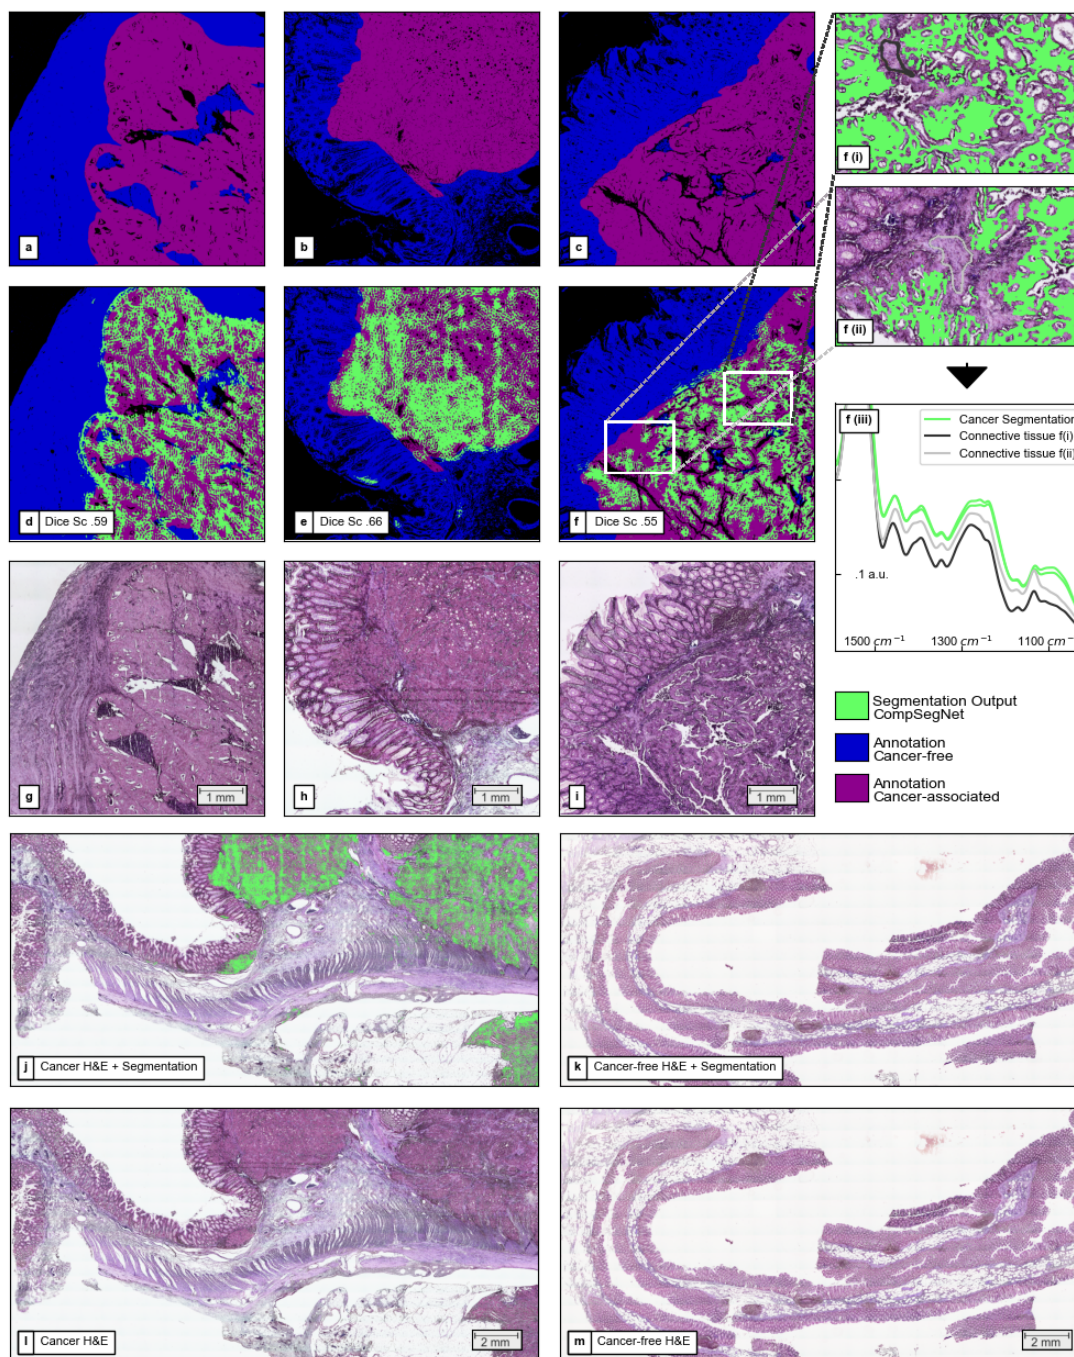 a
b
c
f (i)
f (ii)
d Dice Sc .59
e Dice Sc .66
f Dice Sc .55
f (iii)
Cancer Segmentation
Connective tissue f(i)
Connective tissue f(ii)
.1 a.u.
1500 cm⁻¹ 1300 cm⁻¹ 1100 cm⁻¹
g 1 mm
h 1 mm
i 1 mm
Segmentation Output
CompSegNet
Annotation
Cancer-free
Annotation
Cancer-associated
j Cancer H&E + Segmentation
k Cancer-free H&E + Segmentation
l Cancer H&E 2 mm
m Cancer-free H&E 2 mm